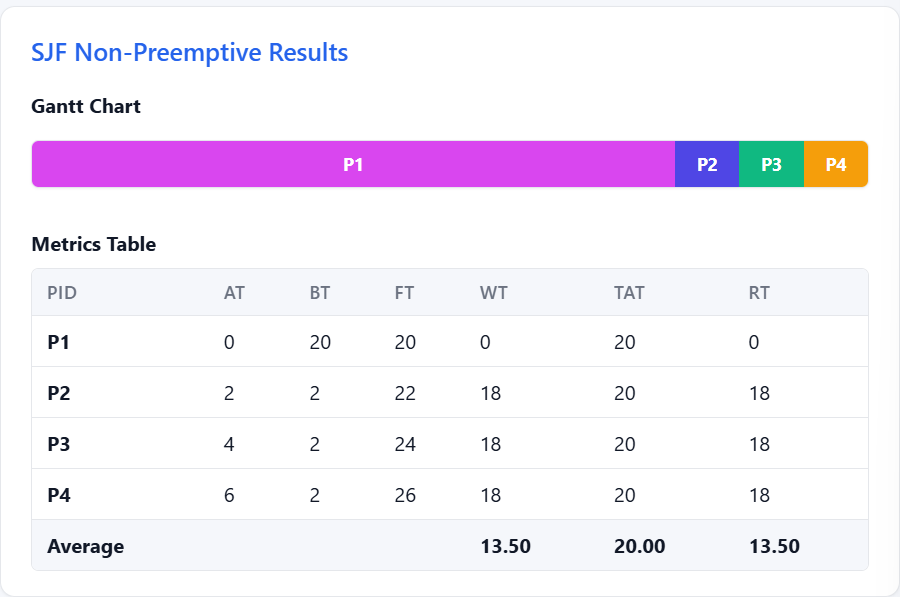 SJF Non-Preemptive Results
Gantt Chart
P1 P2 P3 P4
Metrics Table
PID AT BT FT WT TAT RT
P1 0 20 20 0 20 0
P2 2 2 22 18 20 18
P3 4 2 24 18 20 18
P4 6 2 26 18 20 18
Average 13.50 20.00 13.50